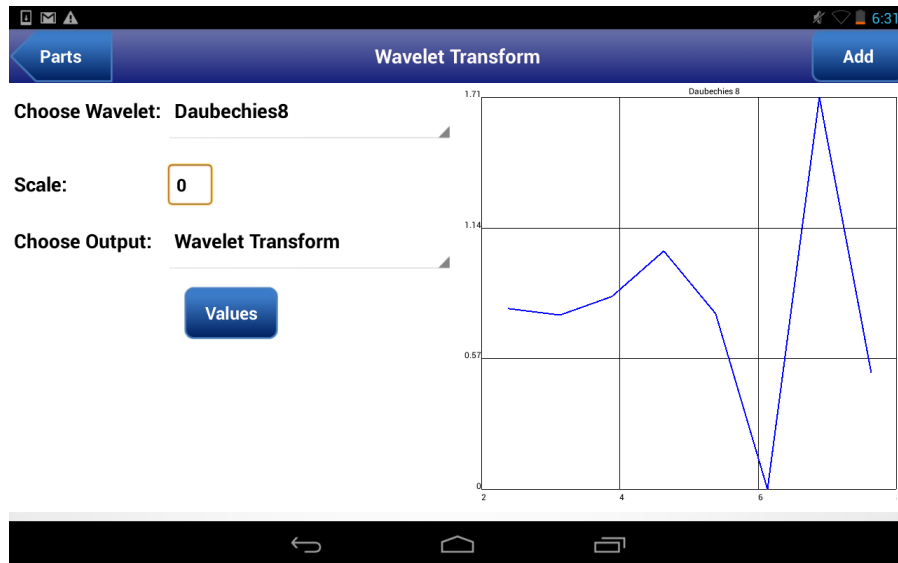 6:31
Parts
Wavelet Transform
Add
Choose Wavelet: Daubechies8
Scale: 0
Choose Output: Wavelet Transform
Values
Daubechies 8
1.71
1.14
0.57
0
2 4 6